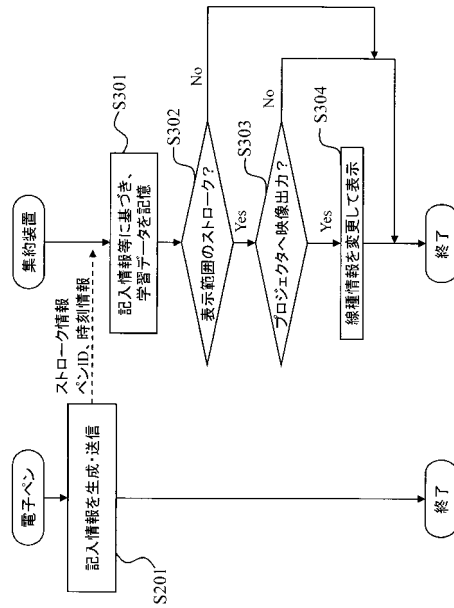 電子ペン
記入情報を生成・送信
S201
終了
ストローク情報
ペンID、時刻情報
集約装置
記入情報等に基づき、
学習データを記憶
S301
表示範囲のストローク?
S302
No
Yes
プロジェクタへ映像出力?
S303
No
Yes
線種情報を変更して表示
S304
終了